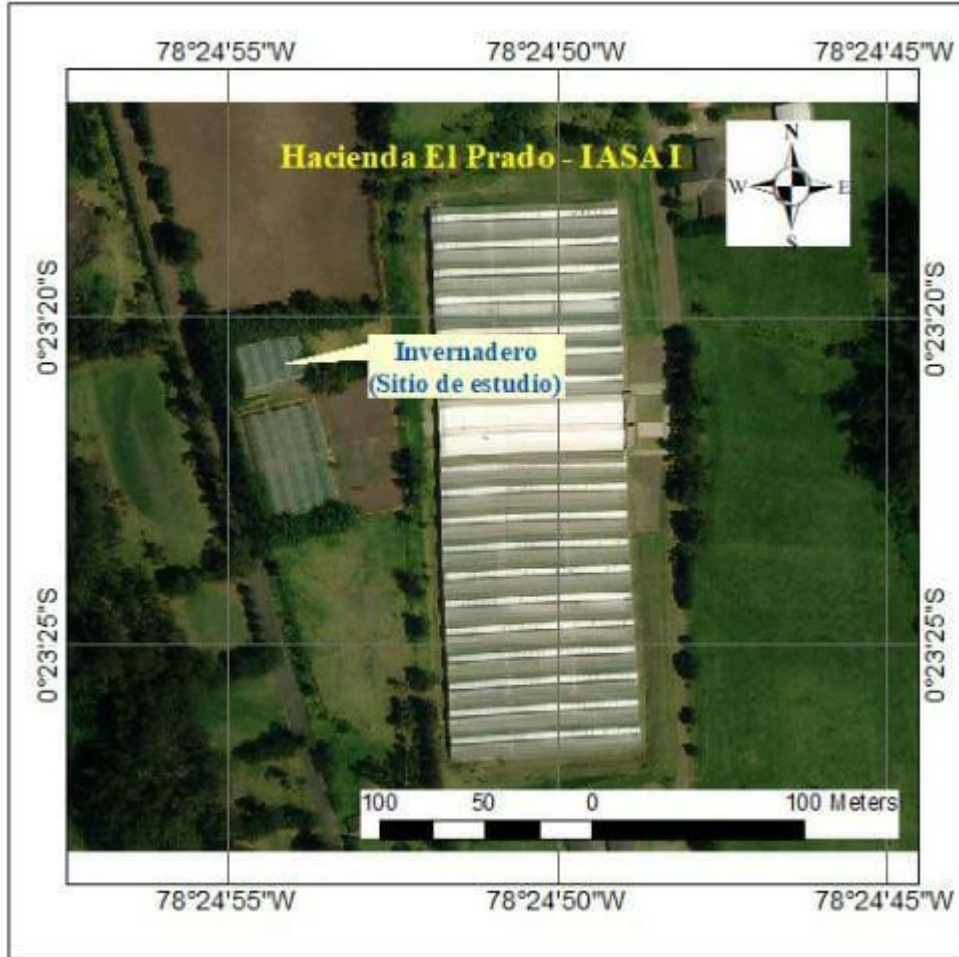 78°24'55"W 78°24'50"W 78°24'45"W
Hacienda El Prado - IASA I
N
W E
S
0°23'20"S 0°23'20"S
Invernadero
(Sitio de estudio)
0°23'25"S 0°23'25"S
100 50 0 100 Meters
78°24'55"W 78°24'50"W 78°24'45"W